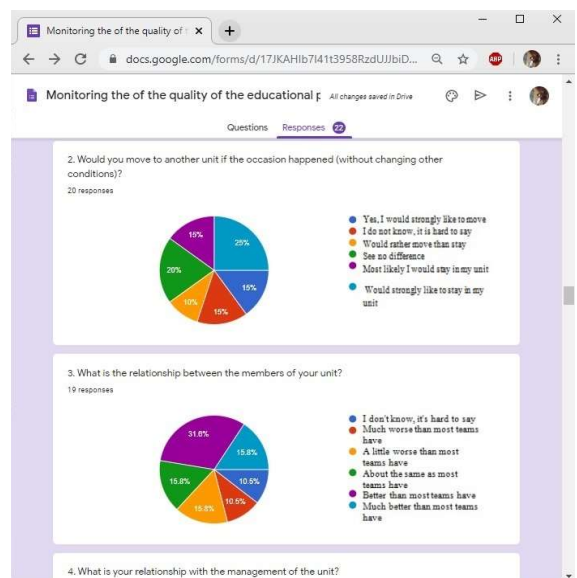 Monitoring the of the quality of
docs.google.com/forms/d/17JKAHIb7I41t3958RzdUJJbiD...
ABP
Monitoring the of the quality of the educational p All changes saved in Drive
Questions Responses 22
2. Would you move to another unit if the occasion happened (without changing other
conditions)?
20 responses
15%
25%
20%
15%
10%
15%
Yes, I would strongly like to move
I do not know, it is hard to say
Would rather move than stay
See no difference
Most likely I would stay in my unit
Would strongly like to stay in my
unit
3. What is the relationship between the members of your unit?
19 responses
31.6%
15.8%
15.8%
10.5%
10.5%
15.8%
I don't know, it's hard to say
Much worse than most teams
have
A little worse than most
teams have
About the same as most
teams have
Better than most teams have
Much better than most teams
have
4. What is your relationship with the management of the unit?